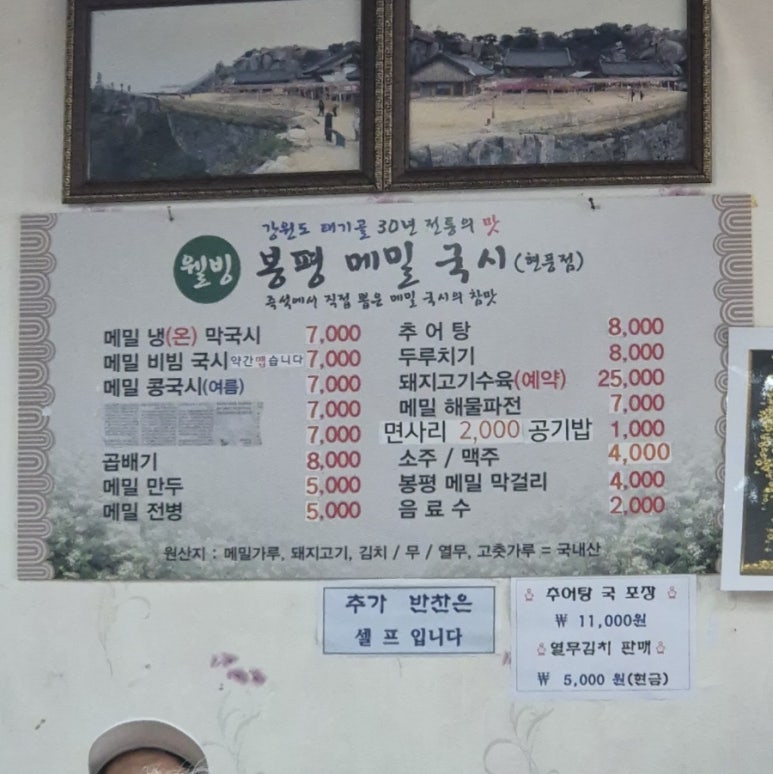 강원도 태기골 30년 전통의 맛
웰빙 봉평 메밀 국시 (현풍점)
즉석에서 직접 뽑은 메밀 국시의 참맛
메밀 냉(온) 막국시 7,000
메밀 비빔 국시 약간맵습니다 7,000
메밀 콩국시(여름) 7,000
7,000
7,000
곱배기 8,000
메밀 만두 5,000
메밀 전병 5,000
추 어 탕 8,000
두루치기 8,000
돼지고기수육(예약) 25,000
메밀 해물파전 7,000
면사리 2,000 공기밥 1,000
소주 / 맥주 4,000
봉평 메밀 막걸리 4,000
음 료 수 2,000
원산지 : 메밀가루, 돼지고기, 김치 / 무 / 열무, 고춧가루 = 국내산
추가 반찬은
셀 프 입니다
추어탕 국 포장
₩ 11,000원
열무김치 판매
₩ 5,000 원(현금)